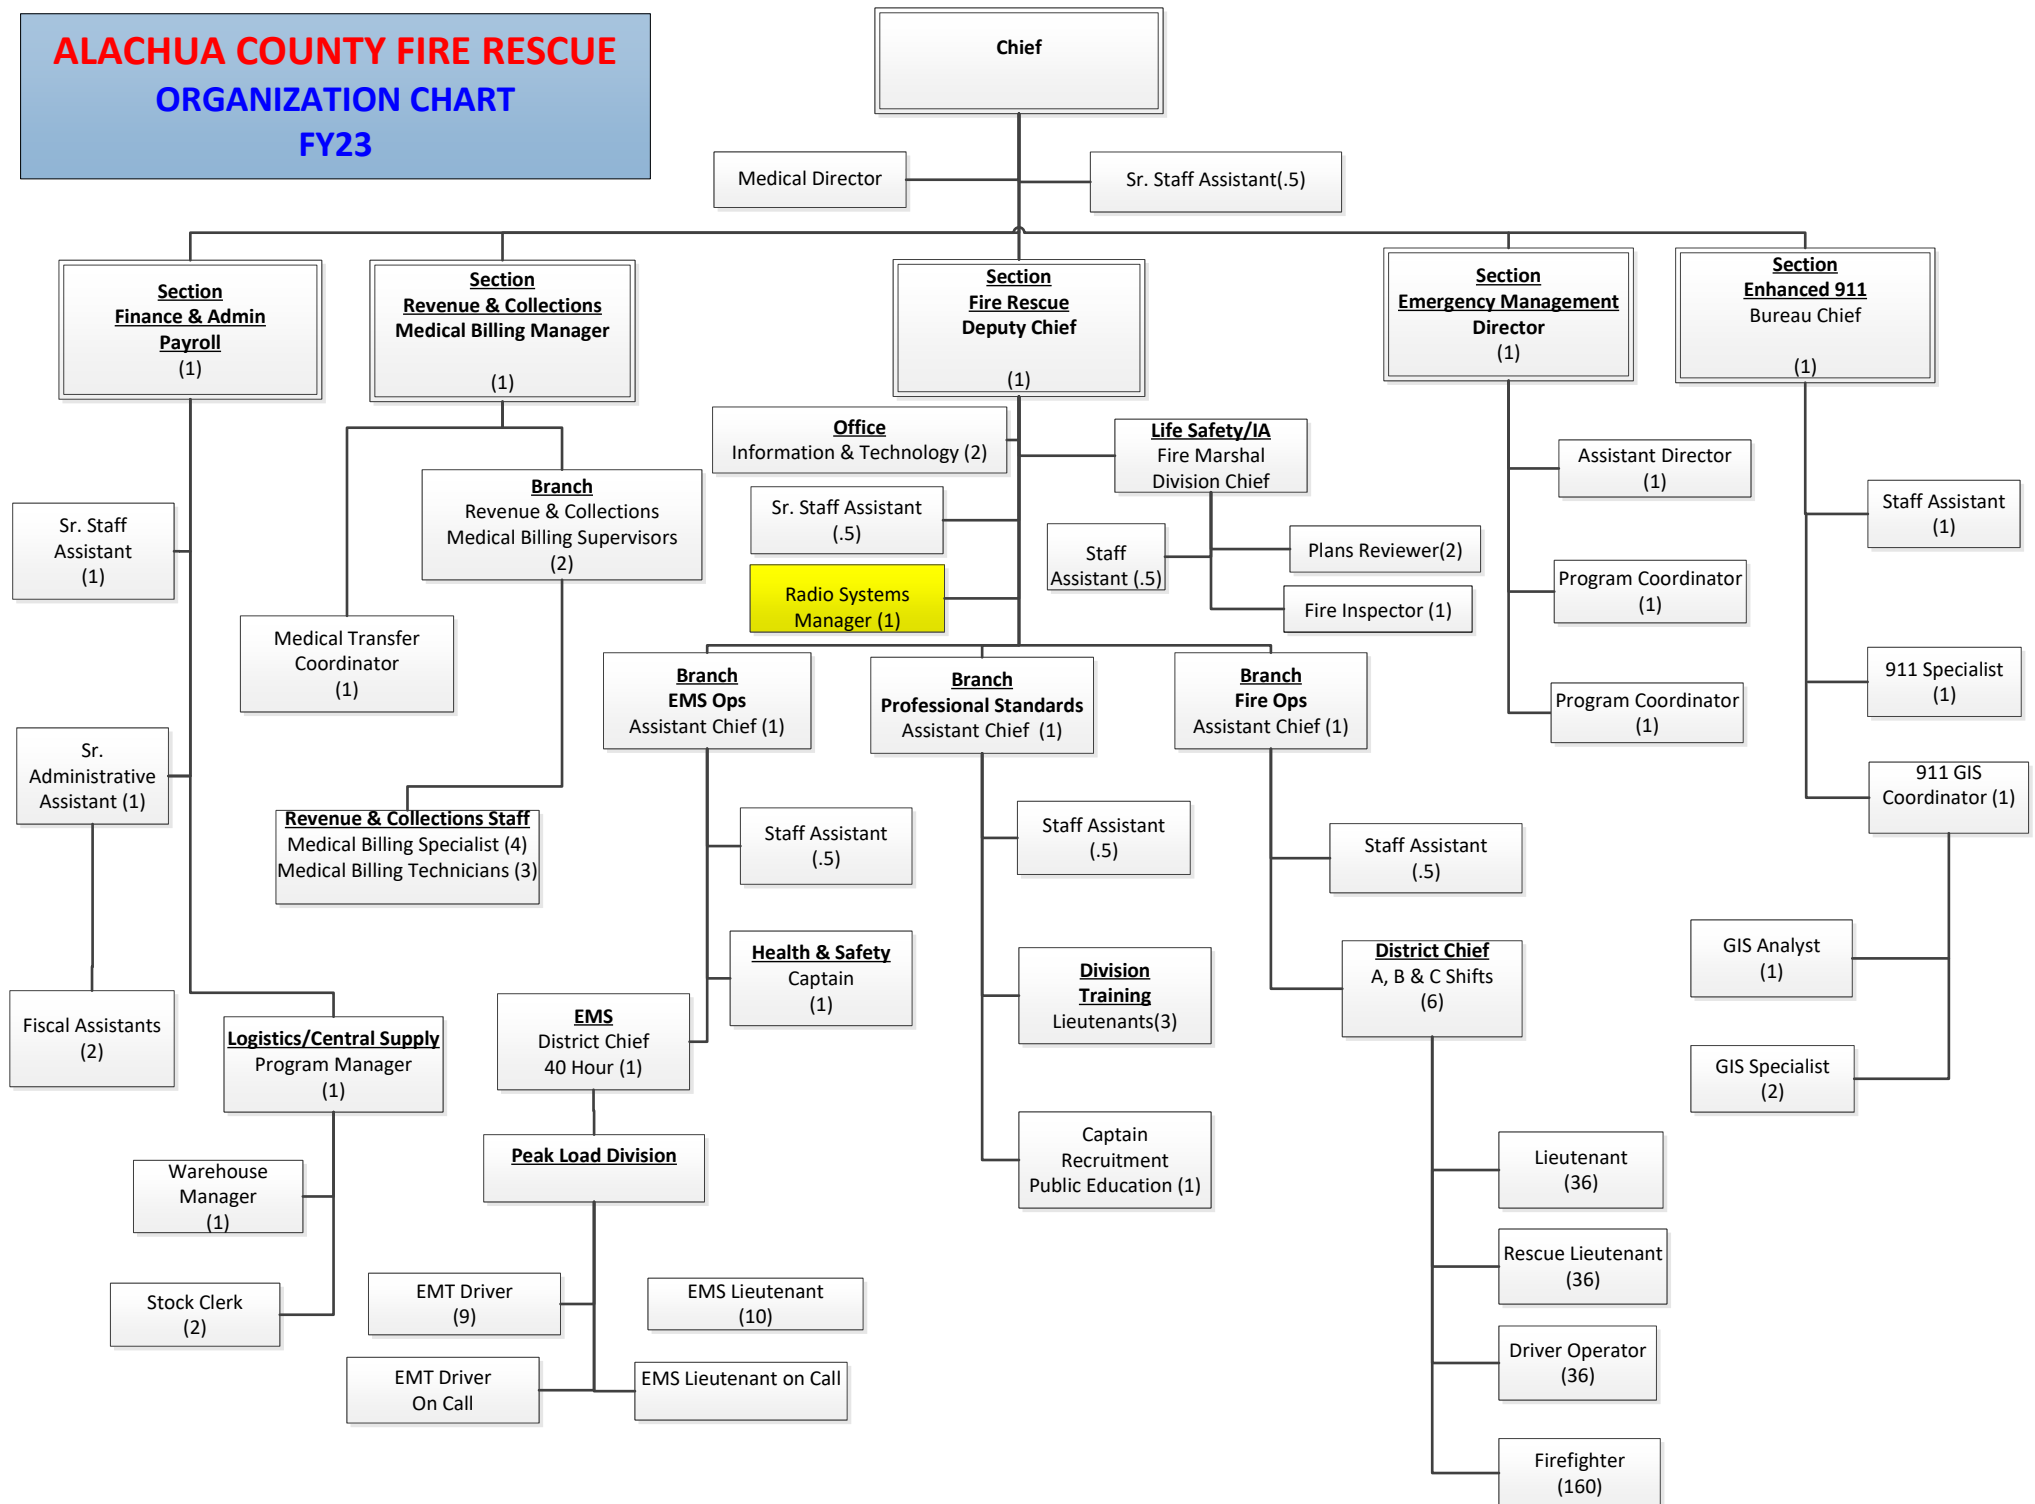 ALACHUA COUNTY FIRE RESCUE
ORGANIZATION CHART
FY23
Chief
Medical Director
Sr. Staff Assistant(.5)
Section
Finance & Admin
Payroll
(1)
Section
Revenue & Collections
Medical Billing Manager
(1)
Section
Fire Rescue
Deputy Chief
(1)
Section
Emergency Management
Director
(1)
Section
Enhanced 911
Bureau Chief
(1)
Office
Information & Technology (2)
Life Safety/IA
Fire Marshal
Division Chief
Assistant Director
(1)
Branch
Revenue & Collections
Medical Billing Supervisors
(2)
Sr. Staff Assistant
(.5)
Staff Assistant
(1)
Sr. Staff
Assistant
(1)
Staff
Assistant (.5)
Plans Reviewer(2)
Radio Systems
Manager (1)
Fire Inspector (1)
Program Coordinator
(1)
Medical Transfer
Coordinator
(1)
Branch
EMS Ops
Assistant Chief (1)
Branch
Professional Standards
Assistant Chief (1)
Branch
Fire Ops
Assistant Chief (1)
Program Coordinator
(1)
911 Specialist
(1)
Sr.
Administrative
Assistant (1)
911 GIS
Coordinator (1)
Revenue & Collections Staff
Medical Billing Specialist (4)
Medical Billing Technicians (3)
Staff Assistant
(.5)
Staff Assistant
(.5)
Staff Assistant
(.5)
Health & Safety
Captain
(1)
Division
Training
Lieutenants(3)
District Chief
A, B & C Shifts
(6)
GIS Analyst
(1)
Fiscal Assistants
(2)
Logistics/Central Supply
Program Manager
(1)
EMS
District Chief
40 Hour (1)
GIS Specialist
(2)
Peak Load Division
Captain
Recruitment
Public Education (1)
Lieutenant
(36)
Warehouse
Manager
(1)
Rescue Lieutenant
(36)
Stock Clerk
(2)
EMT Driver
(9)
EMS Lieutenant
(10)
Driver Operator
(36)
EMT Driver
On Call
EMS Lieutenant on Call
Firefighter
(160)